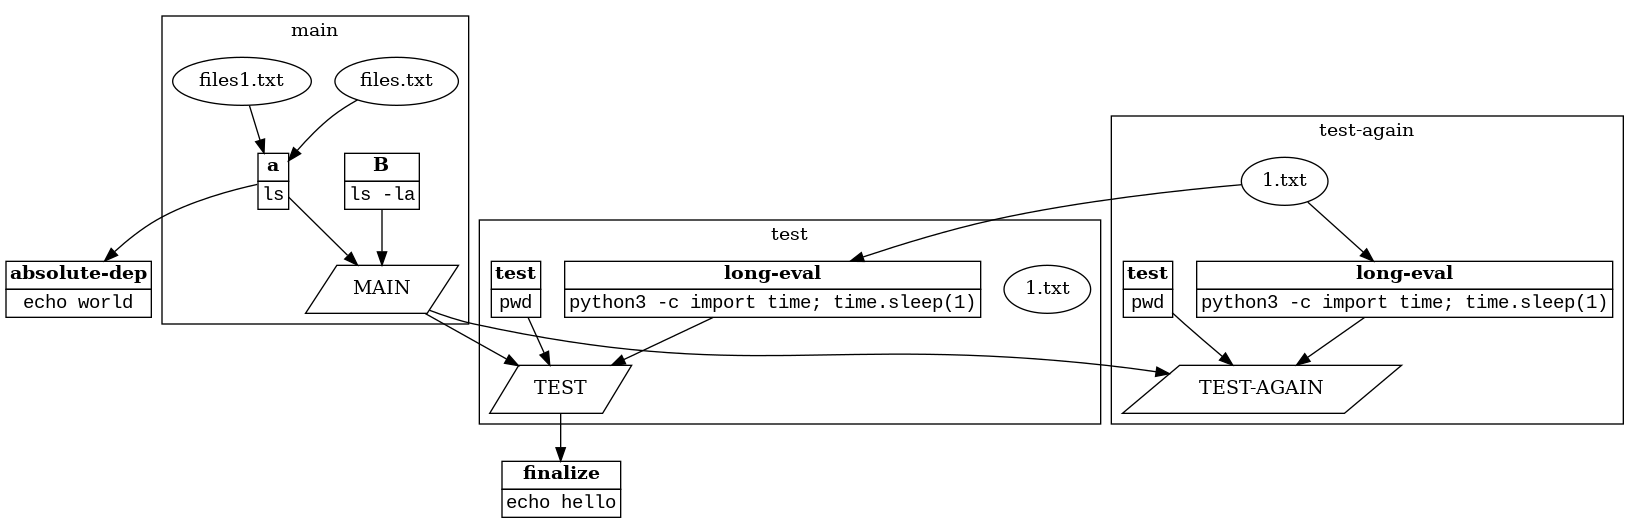 main
files1.txt
files.txt
a
ls
B
ls -la
MAIN
absolute-dep
echo world
test
test
pwd
long-eval
python3 -c import time; time.sleep(1)
1.txt
TEST
finalize
echo hello
test-again
1.txt
test
pwd
long-eval
python3 -c import time; time.sleep(1)
TEST-AGAIN